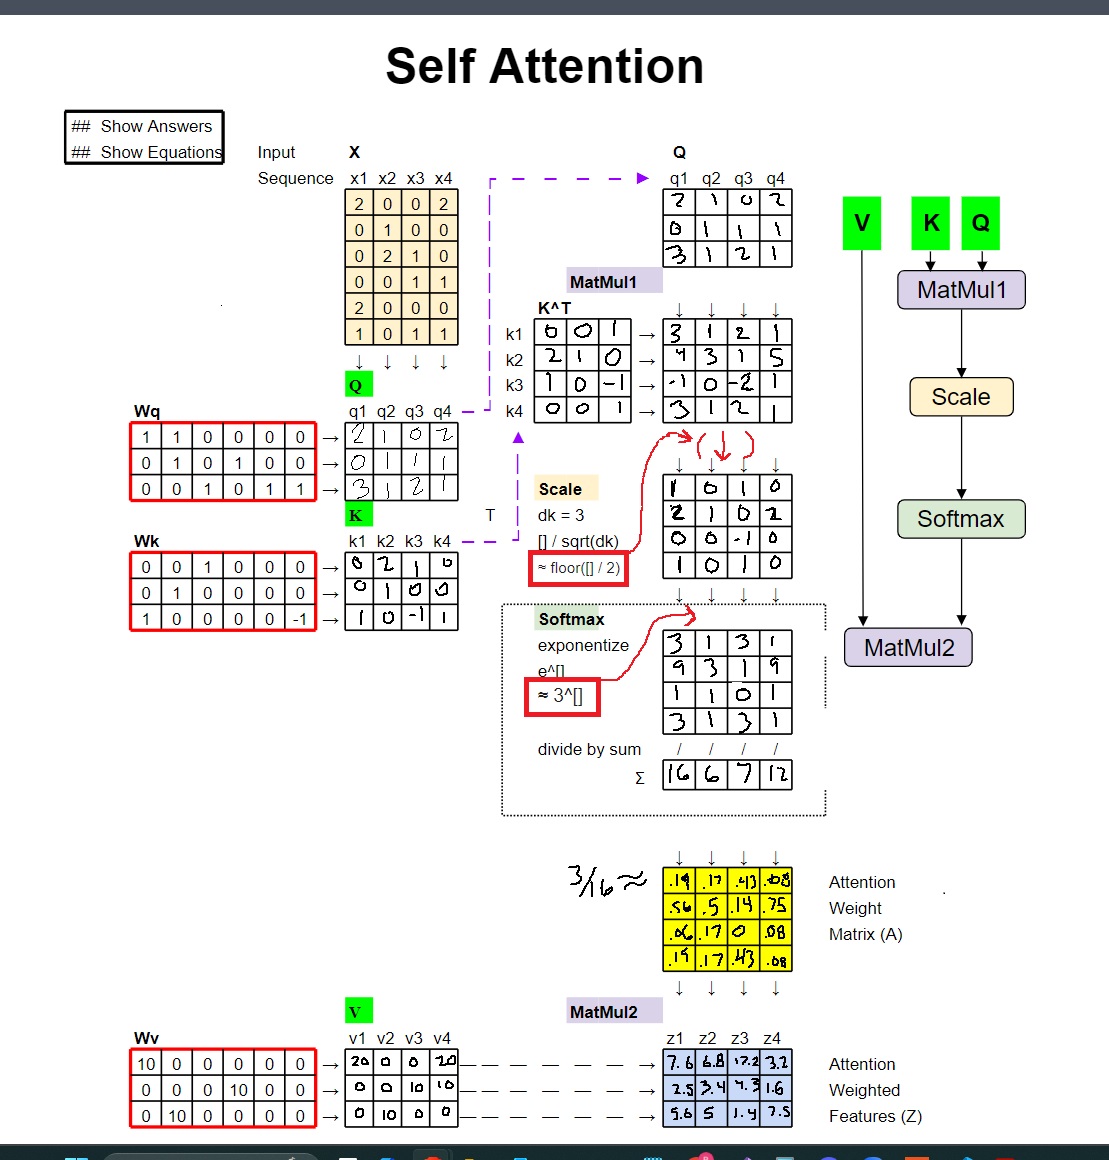 Self Attention
## Show Answers
## Show Equations
Input X Q
Sequence x1 x2 x3 x4 q1 q2 q3 q4
2 0 0 2 2 1 0 2
0 1 0 0 0 1 1 1
0 2 1 0 3 1 2 1
0 0 1 1
2 0 0 0
1 0 1 1
V K Q
MatMul1
Scale
Softmax
MatMul2
MatMul1
K^T
k1 0 0 1 → 3 1 2 1
k2 2 1 0 → 4 3 1 5
k3 1 0 -1 → -1 0 -2 1
k4 0 0 1 → 3 1 2 1
Q
Wq q1 q2 q3 q4
1 1 0 0 0 0 → 2 1 0 2
0 1 0 1 0 0 → 0 1 1 1
0 0 1 0 1 1 → 3 1 2 1
K
Wk k1 k2 k3 k4
0 0 1 0 0 0 → 0 2 1 0
0 1 0 0 0 0 → 0 1 0 0
1 0 0 0 0 -1 → 1 0 -1 1
T
( ↓ )
Scale 1 0 1 0
dk = 3 2 1 0 2
[] / sqrt(dk) 0 0 -1 0
≈ floor([] / 2) 1 0 1 0
Softmax
exponentize 3 1 3 1
e^[] 9 3 1 9
≈ 3^[] 1 1 0 1
3 1 3 1
divide by sum / / / /
Σ 16 6 7 12
3/16 ≈ .19 .17 .43 .08 Attention
.56 .5 .14 .75 Weight
.06 .17 0 .08 Matrix (A)
.19 .17 .43 .08
V MatMul2
Wv v1 v2 v3 v4 z1 z2 z3 z4
10 0 0 0 0 0 → 20 0 0 20 → 7.6 6.8 17.2 3.2 Attention
0 0 0 10 0 0 → 0 0 10 10 → 2.5 3.4 4.3 1.6 Weighted
0 10 0 0 0 0 → 0 10 0 0 → 5.6 5 1.4 7.5 Features (Z)